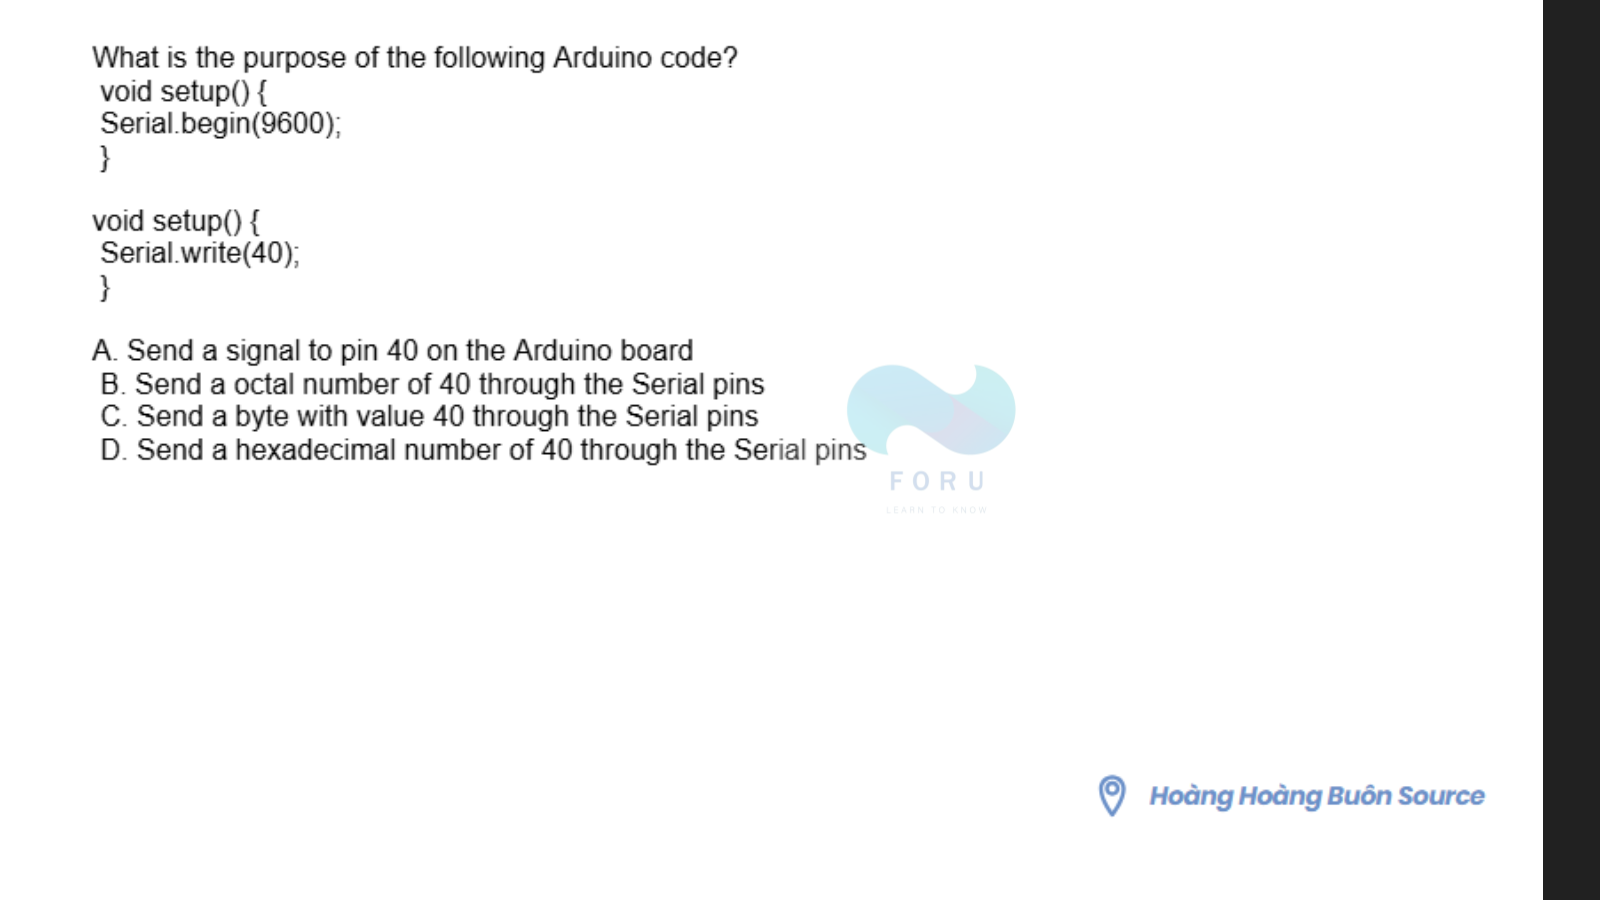 What is the purpose of the following Arduino code?
void setup() {
Serial.begin(9600);
}
void setup() {
Serial.write(40);
}
A. Send a signal to pin 40 on the Arduino board
B. Send a octal number of 40 through the Serial pins
C. Send a byte with value 40 through the Serial pins
D. Send a hexadecimal number of 40 through the Serial pins
FORU
LEARN TO KNOW
Hoàng Hoàng Buôn Source